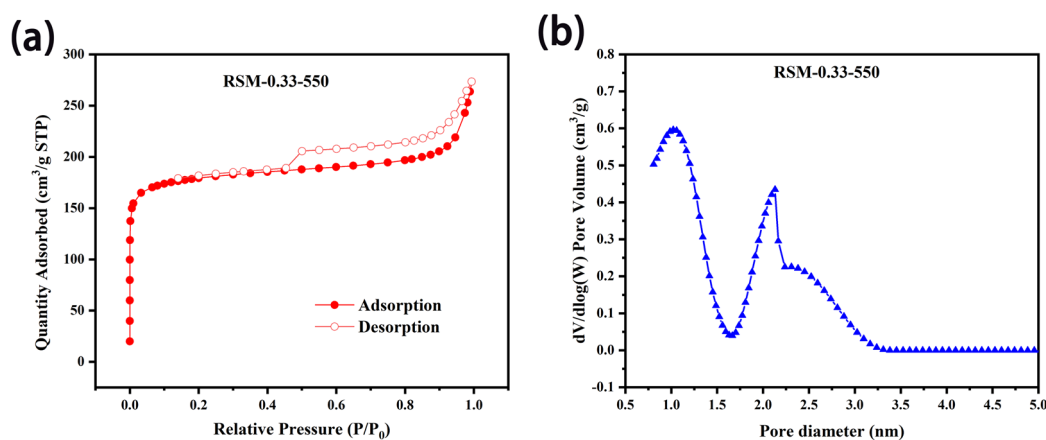 (a)
RSM-0.33-550
Quantity Adsorbed (cm³/g STP)
300
250
200
150
100
50
0
Adsorption
Desorption
0.0 0.2 0.4 0.6 0.8 1.0
Relative Pressure (P/P₀)
(b)
RSM-0.33-550
dV/dlog(W) Pore Volume (cm³/g)
0.8
0.7
0.6
0.5
0.4
0.3
0.2
0.1
0.0
-0.1
0.5 1.0 1.5 2.0 2.5 3.0 3.5 4.0 4.5 5.0
Pore diameter (nm)